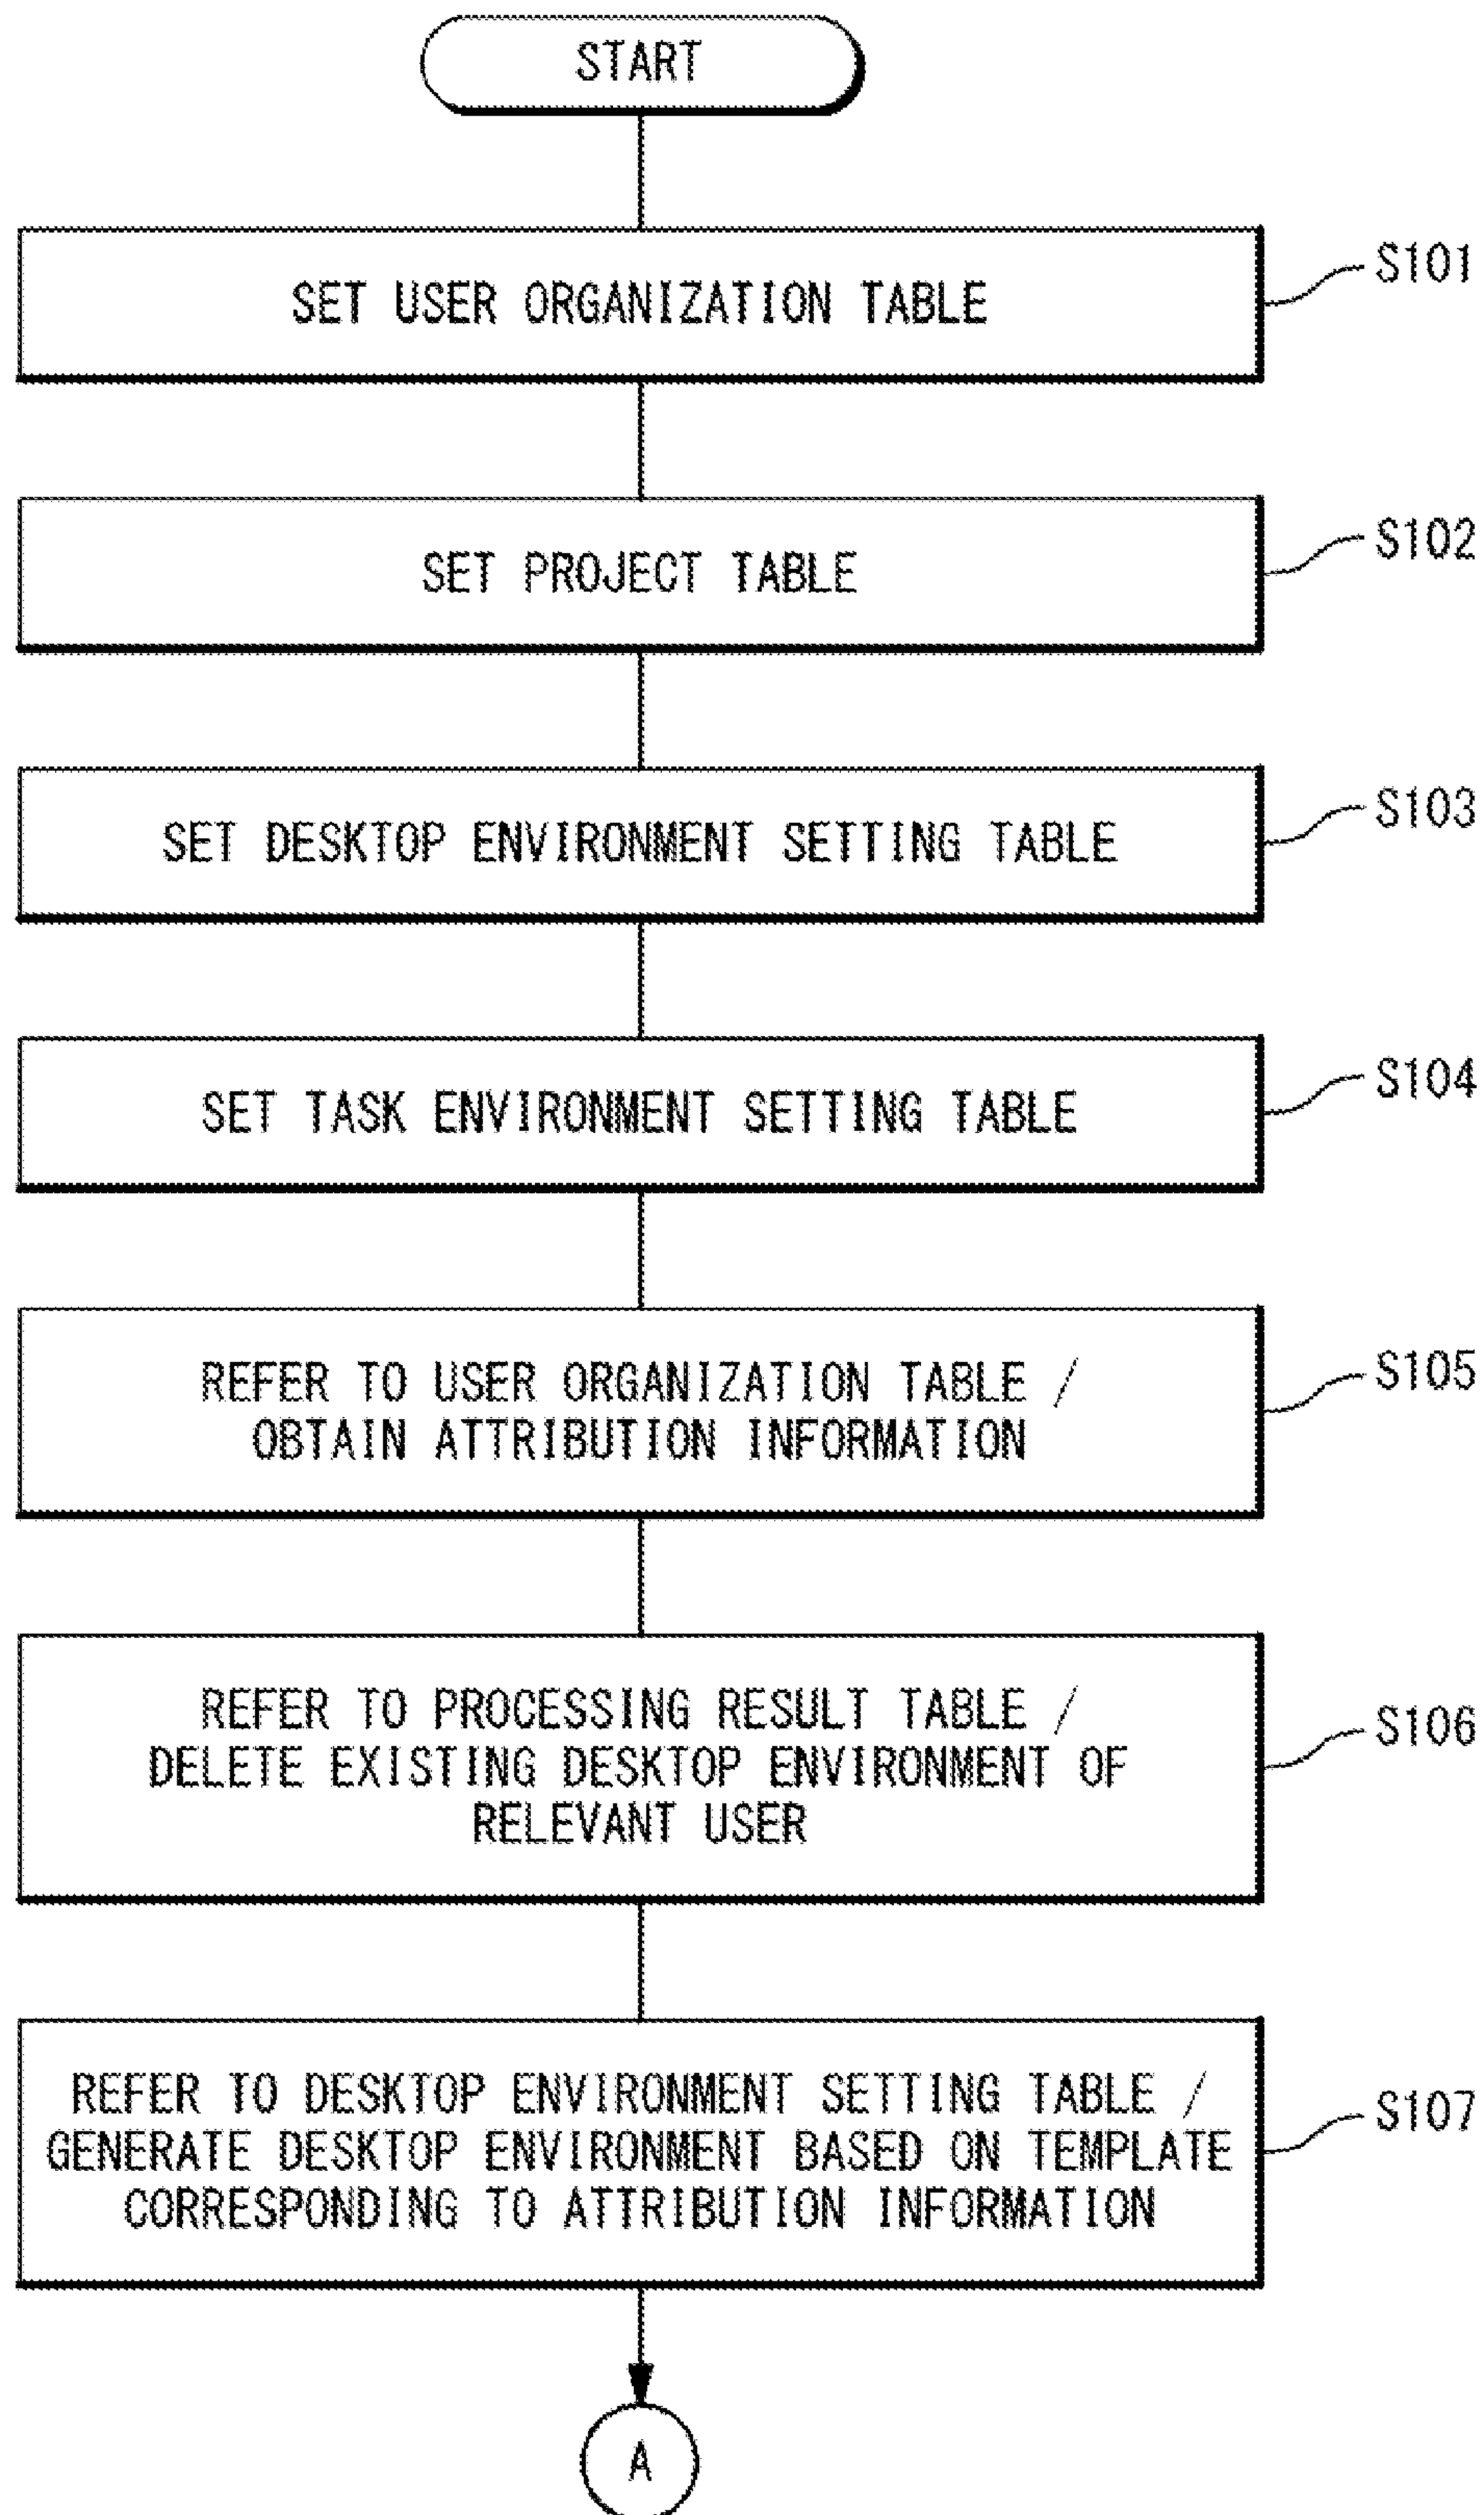 START
SET USER ORGANIZATION TABLE
S101
SET PROJECT TABLE
S102
SET DESKTOP ENVIRONMENT SETTING TABLE
S103
SET TASK ENVIRONMENT SETTING TABLE
S104
REFER TO USER ORGANIZATION TABLE /
OBTAIN ATTRIBUTION INFORMATION
S105
REFER TO PROCESSING RESULT TABLE /
DELETE EXISTING DESKTOP ENVIRONMENT OF
RELEVANT USER
S106
REFER TO DESKTOP ENVIRONMENT SETTING TABLE /
GENERATE DESKTOP ENVIRONMENT BASED ON TEMPLATE
CORRESPONDING TO ATTRIBUTION INFORMATION
S107
A